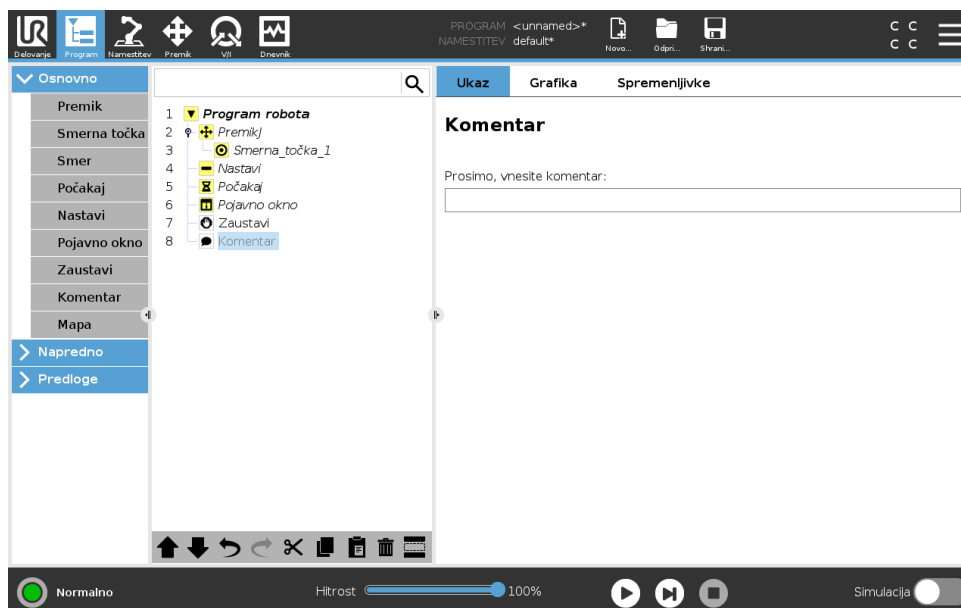 UR
Delovanje
Program
Namestitev
Premik
V/I
Dnevnik
PROGRAM <unnamed>*
NAMESTITEV default*
Novo...
Odpri...
Shrani...
C C
C C
Osnovno
Premik
Smerna točka
Smer
Počakaj
Nastavi
Pojavno okno
Zaustavi
Komentar
Mapa
Napredno
Predloge
1 Program robota
2 PremikJ
3 Smerna_točka_1
4 Nastavi
5 Počakaj
6 Pojavno okno
7 Zaustavi
8 Komentar
Ukaz
Grafika
Spremenljivke
Komentar
Prosimo, vnesite komentar:
Normalno
Hitrost
100%
Simulacija